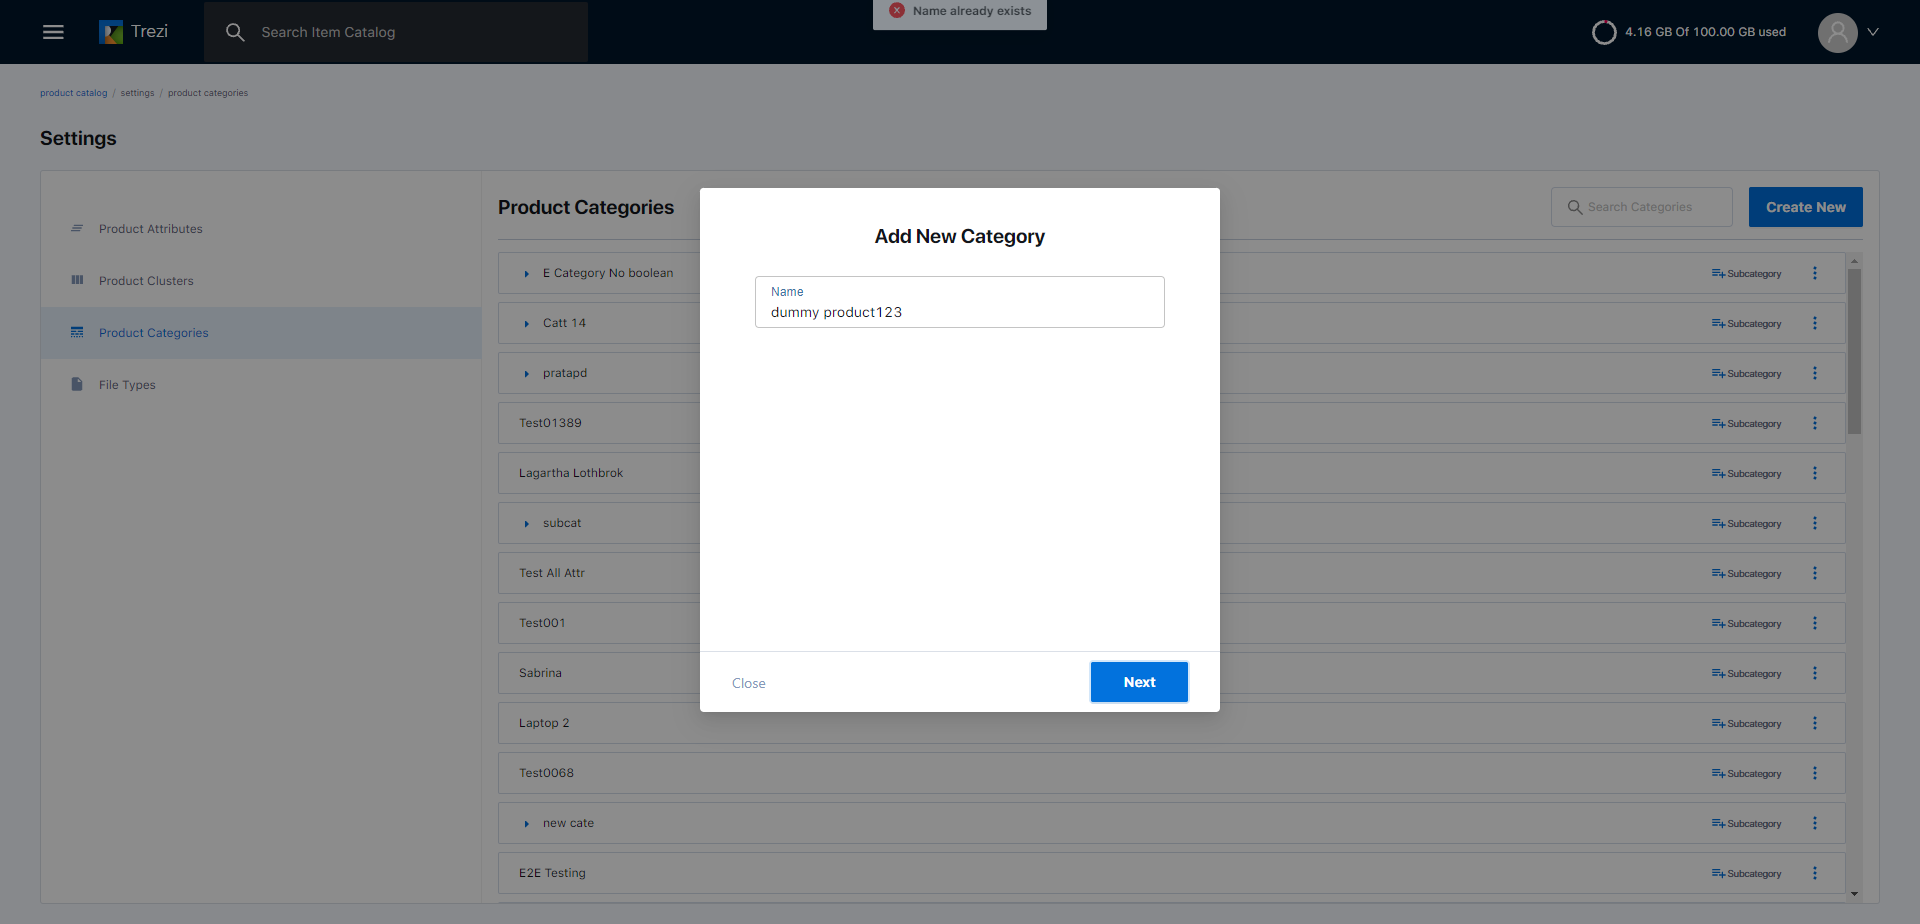 Name already exists
Trezi
Search Item Catalog
4.16 GB Of 100.00 GB used
product catalog / settings / product categories
Settings
Product Attributes
Product Clusters
Product Categories
File Types
Product Categories
Search Categories
Create New
E Category No boolean
Subcategory
Catt 14
Subcategory
pratapd
Subcategory
Test01389
Subcategory
Lagartha Lothbrok
Subcategory
subcat
Subcategory
Test All Attr
Subcategory
Test001
Subcategory
Sabrina
Subcategory
Laptop 2
Subcategory
Test0068
Subcategory
new cate
Subcategory
E2E Testing
Subcategory
Add New Category
Name
dummy product123
Close
Next